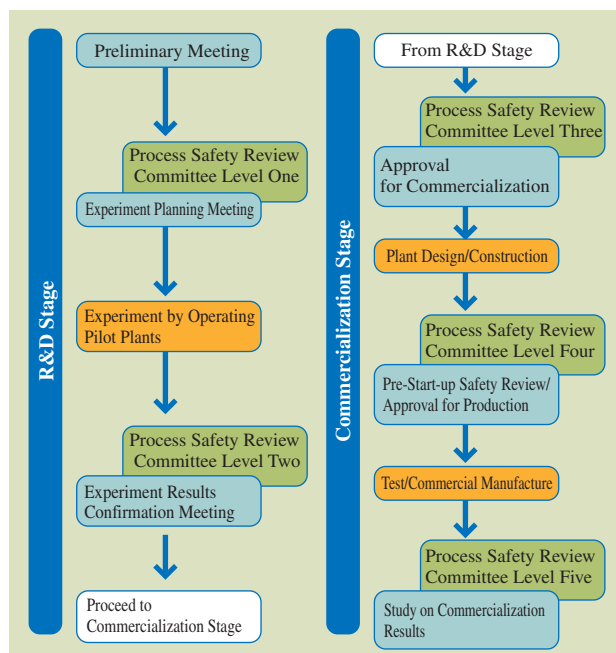 R&D Stage
Preliminary Meeting
Process Safety Review
Committee Level One
Experiment Planning Meeting
Experiment by Operating
Pilot Plants
Process Safety Review
Committee Level Two
Experiment Results
Confirmation Meeting
Proceed to
Commercialization Stage
Commercialization Stage
From R&D Stage
Process Safety Review
Committee Level Three
Approval
for Commercialization
Plant Design/Construction
Process Safety Review
Committee Level Four
Pre-Start-up Safety Review/
Approval for Production
Test/Commercial Manufacture
Process Safety Review
Committee Level Five
Study on Commercialization
Results